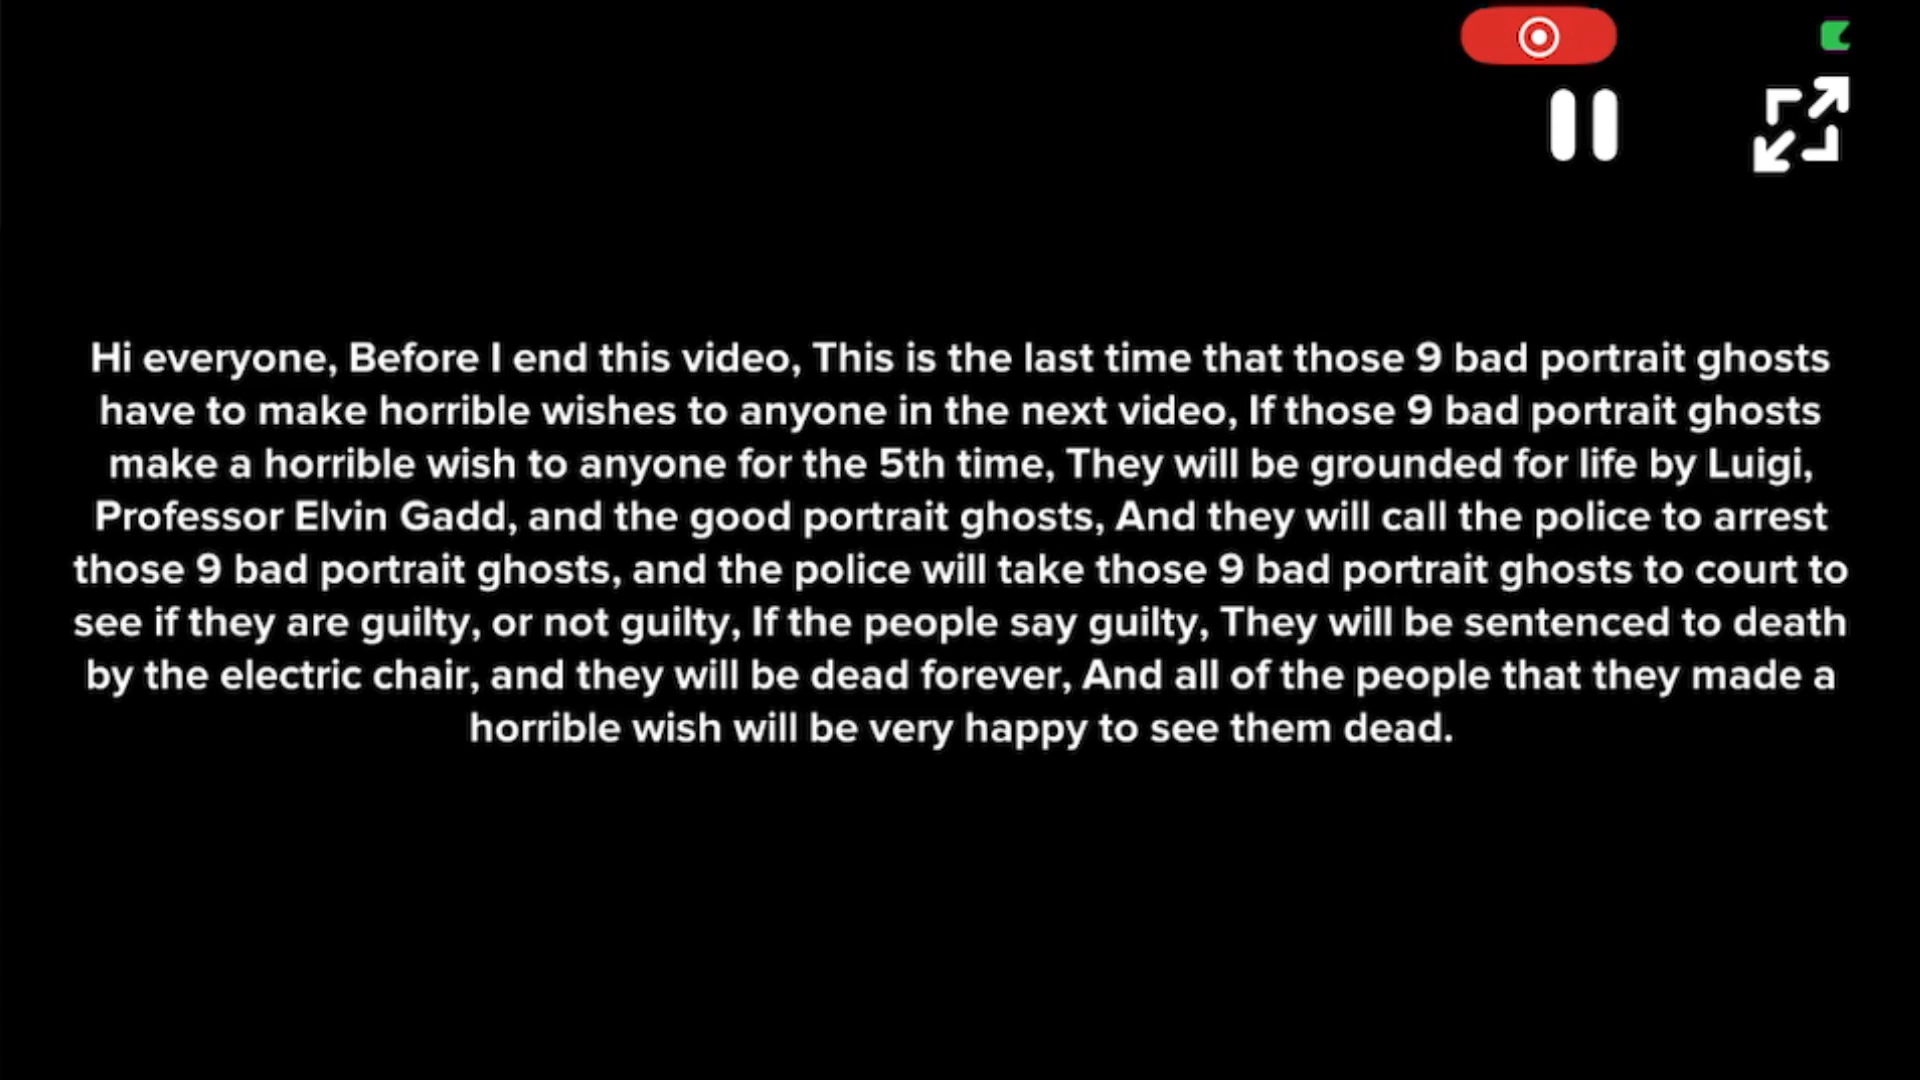 Hi everyone, Before I end this video, This is the last time that those 9 bad portrait ghosts
have to make horrible wishes to anyone in the next video, If those 9 bad portrait ghosts
make a horrible wish to anyone for the 5th time, They will be grounded for life by Luigi,
Professor Elvin Gadd, and the good portrait ghosts, And they will call the police to arrest
those 9 bad portrait ghosts, and the police will take those 9 bad portrait ghosts to court to
see if they are guilty, or not guilty, If the people say guilty, They will be sentenced to death
by the electric chair, and they will be dead forever, And all of the people that they made a
horrible wish will be very happy to see them dead.